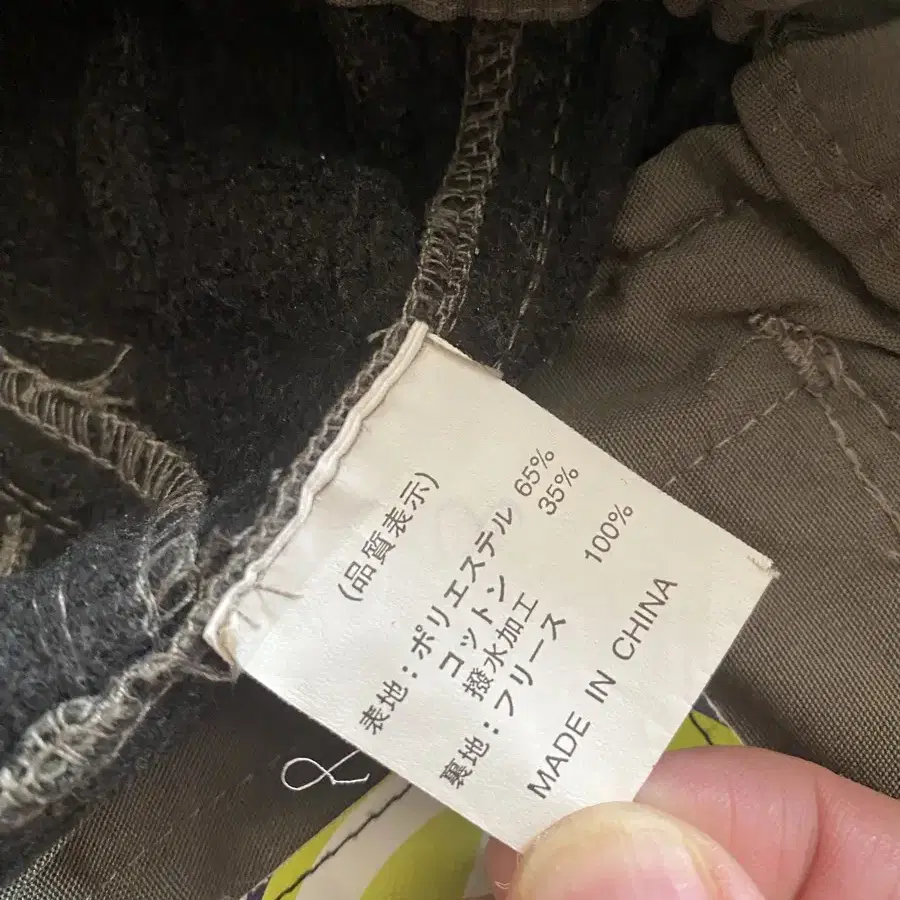 (品質表示)
表地：ポリエステル 65%
コットン 35%
撥水加工
裏地：フリース 100%
MADE IN CHINA